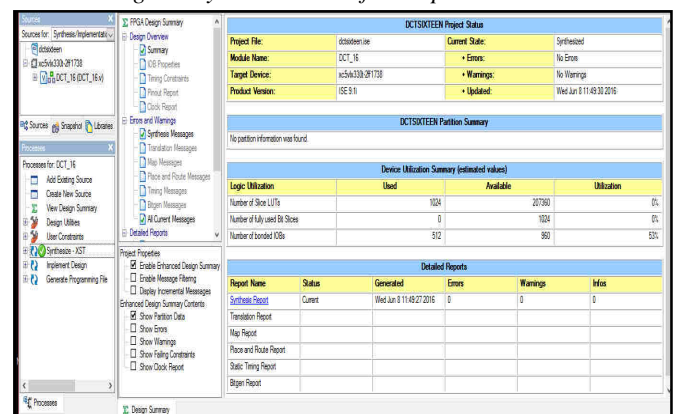 Sources
Sources for: Synthesis/Implementatic
dctsixteen
xc5vlx330-2ff1738
DCT_16 (DCT_16.v)
Sources Snapshot Libraries
Processes
Processes for: DCT_16
Add Existing Source
Create New Source
View Design Summary
Design Utilities
User Constraints
Synthesize - XST
Implement Design
Generate Programming File
Processes
FPGA Design Summary
Design Overview
Summary
IOB Properties
Timing Constraints
Pinout Report
Clock Report
Errors and Warnings
Synthesis Messages
Translation Messages
Map Messages
Place and Route Messages
Timing Messages
Bitgen Messages
All Current Messages
Detailed Reports
Project Properties
Enable Enhanced Design Summary
Enable Message Filtering
Display Incremental Messages
Enhanced Design Summary Contents
Show Partition Data
Show Errors
Show Warnings
Show Failing Constraints
Show Clock Report
Design Summary
DCTSIXTEEN Project Status
Project File: dctsixteen.ise Current State: Synthesized
Module Name: DCT_16 • Errors: No Errors
Target Device: xc5vlx330-2ff1738 • Warnings: No Warnings
Product Version: ISE 9.1i • Updated: Wed Jun 8 11:49:30 2016
DCTSIXTEEN Partition Summary
No partition information was found.
Device Utilization Summary (estimated values)
Logic Utilization Used Available Utilization
Number of Slice LUTs 1024 207360 0%
Number of fully used Bit Slices 0 1024 0%
Number of bonded IOBs 512 960 53%
Detailed Reports
Report Name Status Generated Errors Warnings Infos
Synthesis Report Current Wed Jun 8 11:49:27 2016 0 0 0
Translation Report
Map Report
Place and Route Report
Static Timing Report
Bitgen Report